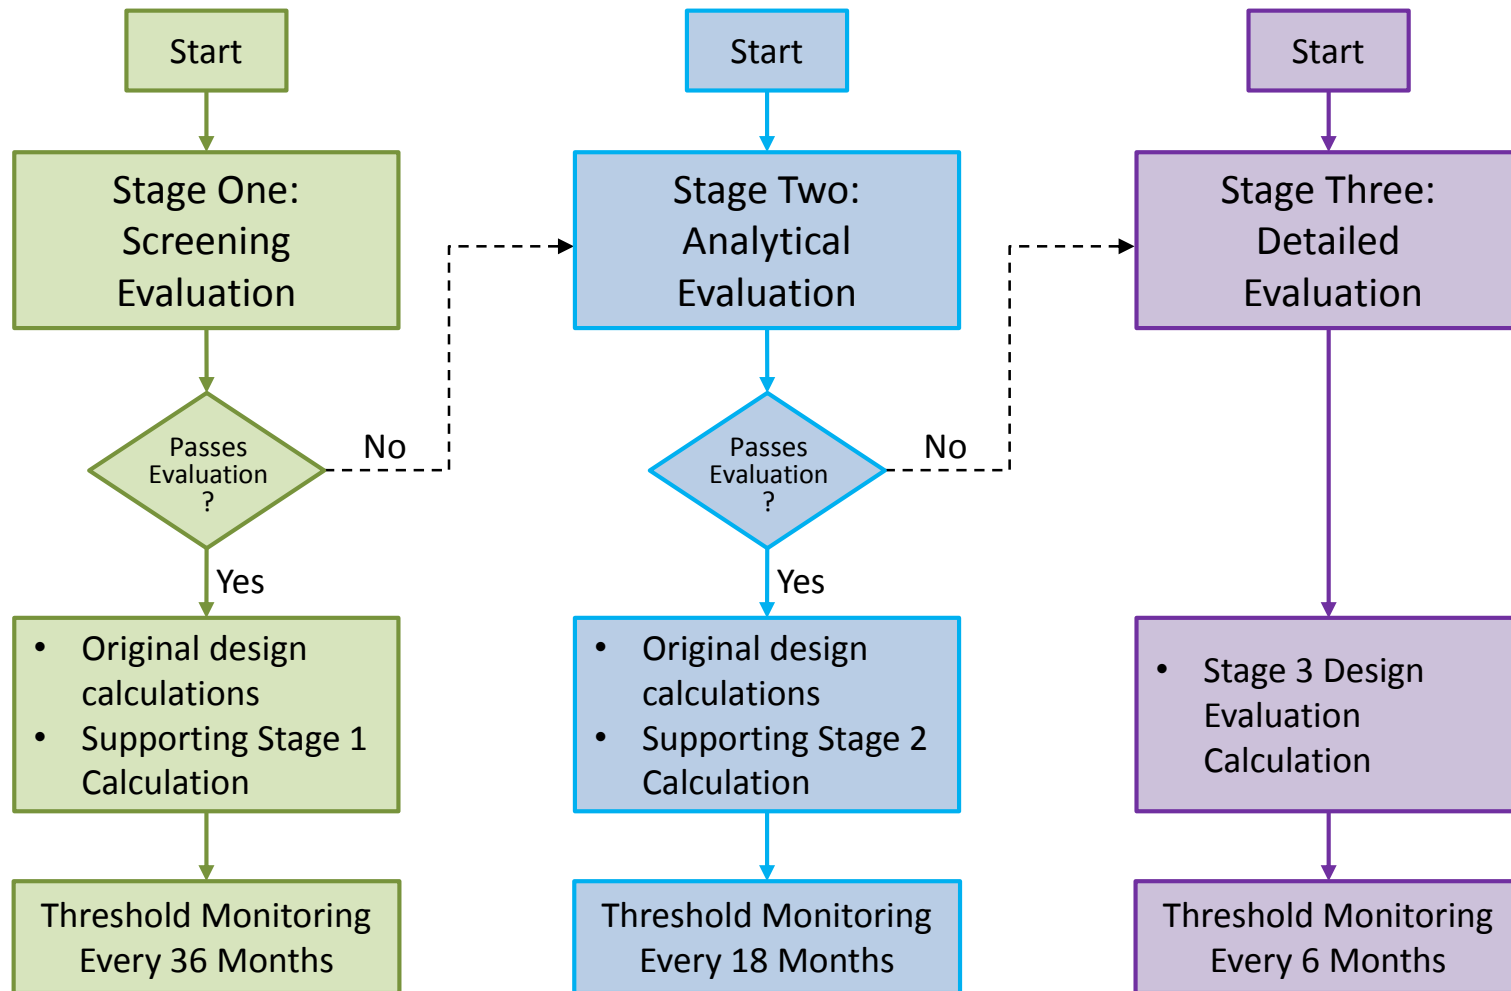 Start
Stage One:
Screening
Evaluation
Passes
Evaluation
?
No
Yes
• Original design
calculations
• Supporting Stage 1
Calculation
Threshold Monitoring
Every 36 Months
Start
Stage Two:
Analytical
Evaluation
Passes
Evaluation
?
No
Yes
• Original design
calculations
• Supporting Stage 2
Calculation
Threshold Monitoring
Every 18 Months
Start
Stage Three:
Detailed
Evaluation
• Stage 3 Design
Evaluation
Calculation
Threshold Monitoring
Every 6 Months